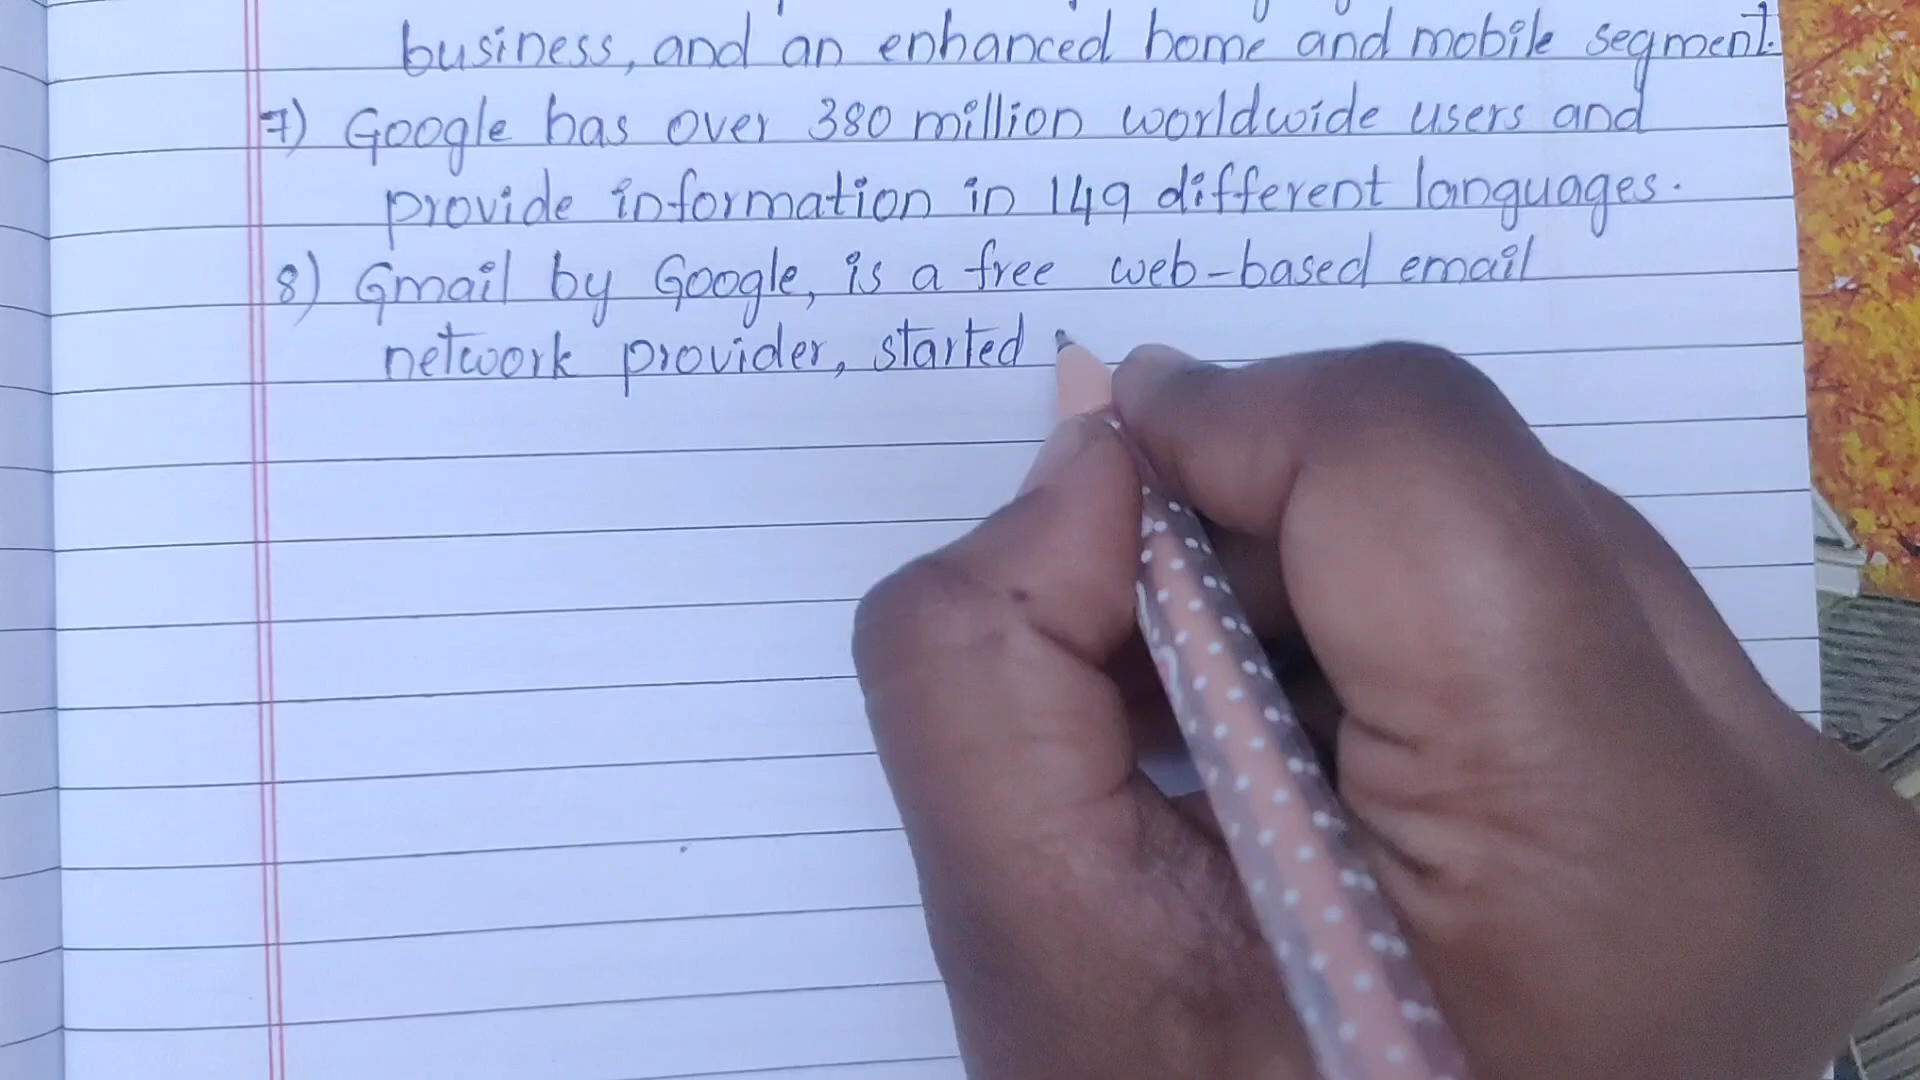 business, and an enhanced home and mobile segment.
7) Google has over 380 million worldwide users and
provide information in 149 different languages.
8) Gmail by Google, is a free web-based email
network provider, started